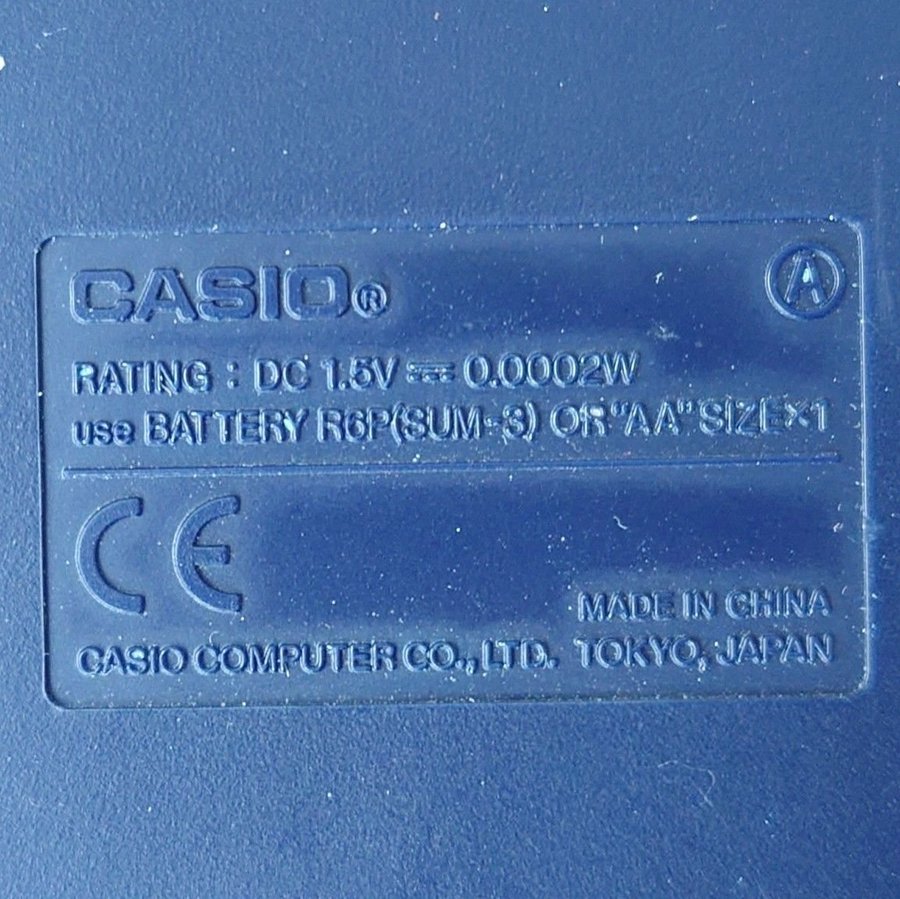 CASIO® Ⓐ
RATING : DC 1.5V ⎓ 0.0002W
use BATTERY R6P(SUM-3) OR "AA" SIZE×1
CE
MADE IN CHINA
CASIO COMPUTER CO., LTD. TOKYO, JAPAN